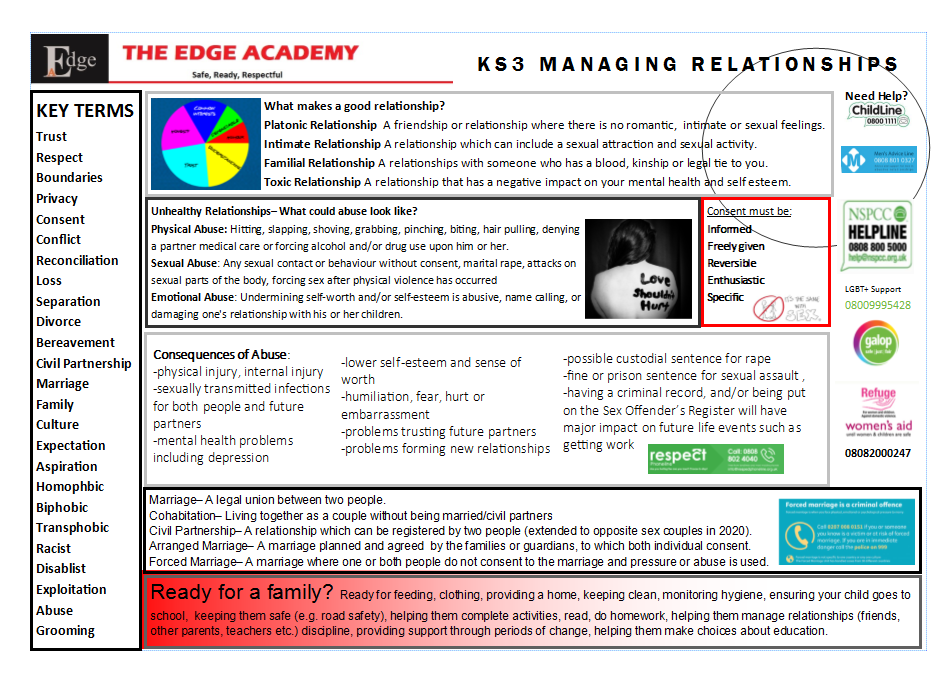 Edge
THE EDGE ACADEMY
Safe, Ready, Respectful
KS3 MANAGING RELATIONSHIPS
KEY TERMS
Trust
Respect
Boundaries
Privacy
Consent
Conflict
Reconciliation
Loss
Separation
Divorce
Bereavement
Civil Partnership
Marriage
Family
Culture
Expectation
Aspiration
Homophbic
Biphobic
Transphobic
Racist
Disablist
Exploitation
Abuse
Grooming
What makes a good relationship?
Platonic Relationship A friendship or relationship where there is no romantic, intimate or sexual feelings.
Intimate Relationship A relationship which can include a sexual attraction and sexual activity.
Familial Relationship A relationships with someone who has a blood, kinship or legal tie to you.
Toxic Relationship A relationship that has a negative impact on your mental health and self esteem.
Unhealthy Relationships– What could abuse look like?
Physical Abuse: Hitting, slapping, shoving, grabbing, pinching, biting, hair pulling, denying
a partner medical care or forcing alcohol and/or drug use upon him or her.
Sexual Abuse: Any sexual contact or behaviour without consent, marital rape, attacks on
sexual parts of the body, forcing sex after physical violence has occurred
Emotional Abuse: Undermining self-worth and/or self-esteem is abusive, name calling, or
damaging one's relationship with his or her children.
Love
Shouldn't
Hurt
Consent must be:
Informed
Freely given
Reversible
Enthusiastic
Specific
IT'S THE SAME
WITH
SEX
Consequences of Abuse:
-physical injury, internal injury
-sexually transmitted infections
for both people and future
partners
-mental health problems
including depression
-lower self-esteem and sense of
worth
-humiliation, fear, hurt or
embarrassment
-problems trusting future partners
-problems forming new relationships
-possible custodial sentence for rape
-fine or prison sentence for sexual assault ,
-having a criminal record, and/or being put
on the Sex Offender's Register will have
major impact on future life events such as
getting work
respect
Call: 0808
802 4040
Marriage– A legal union between two people.
Cohabitation– Living together as a couple without being married/civil partners
Civil Partnership– A relationship which can be registered by two people (extended to opposite sex couples in 2020).
Arranged Marriage– A marriage planned and agreed by the families or guardians, to which both individual consent.
Forced Marriage– A marriage where one or both people do not consent to the marriage and pressure or abuse is used.
Forced marriage is a criminal offence
Ready for a family? Ready for feeding, clothing, providing a home, keeping clean, monitoring hygiene, ensuring your child goes to
school, keeping them safe (e.g. road safety), helping them complete activities, read, do homework, helping them manage relationships (friends,
other parents, teachers etc.) discipline, providing support through periods of change, helping them make choices about education.
Need Help?
ChildLine
0800 1111
Men's Advice Line
0808 801 0327
NSPCC
HELPLINE
0808 800 5000
help@nspcc.org.uk
LGBT+ Support
08009995428
galop
Refuge
women's aid
until women & children are safe
08082000247